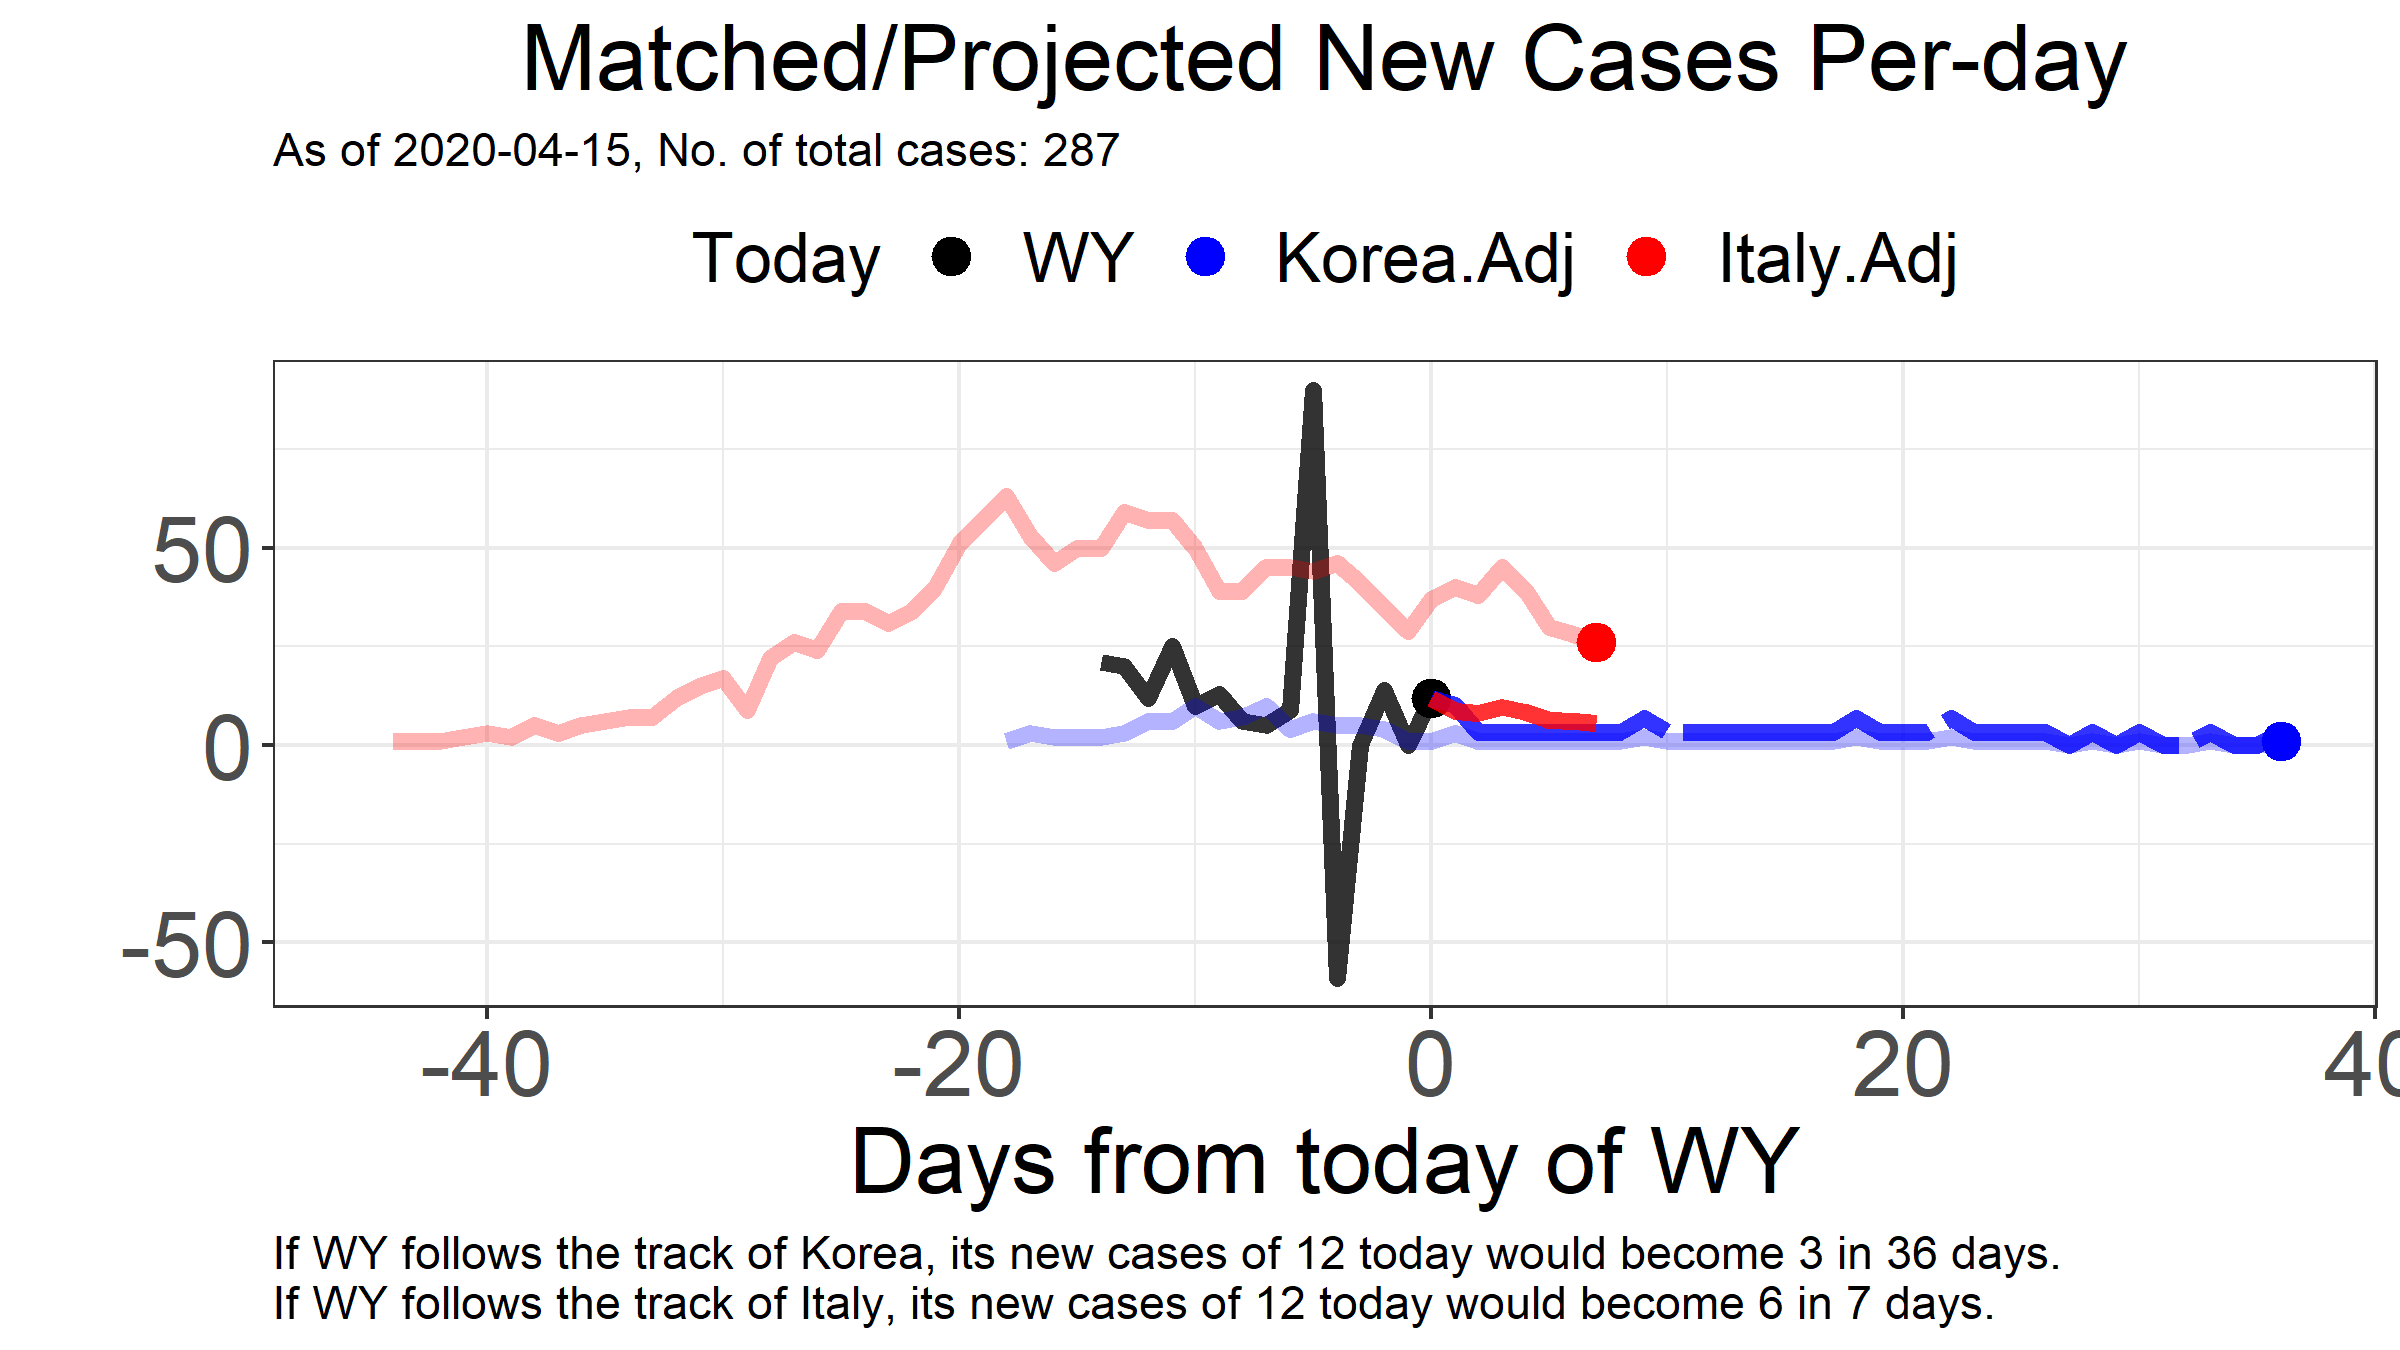 Matched/Projected New Cases Per-day
As of 2020-04-15, No. of total cases: 287
Today WY Korea.Adj Italy.Adj
50
0
-50
-40 -20 0 20 40
Days from today of WY
If WY follows the track of Korea, its new cases of 12 today would become 3 in 36 days.
If WY follows the track of Italy, its new cases of 12 today would become 6 in 7 days.